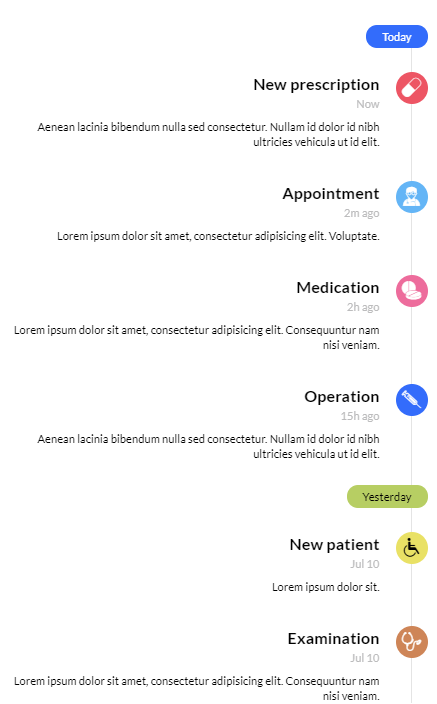 Today
New prescription
Now
Aenean lacinia bibendum nulla sed consectetur. Nullam id dolor id nibh
ultricies vehicula ut id elit.
Appointment
2m ago
Lorem ipsum dolor sit amet, consectetur adipisicing elit. Voluptate.
Medication
2h ago
Lorem ipsum dolor sit amet, consectetur adipisicing elit. Consequuntur nam
nisi veniam.
Operation
15h ago
Aenean lacinia bibendum nulla sed consectetur. Nullam id dolor id nibh
ultricies vehicula ut id elit.
Yesterday
New patient
Jul 10
Lorem ipsum dolor sit.
Examination
Jul 10
Lorem ipsum dolor sit amet, consectetur adipisicing elit. Consequuntur nam
nisi veniam.